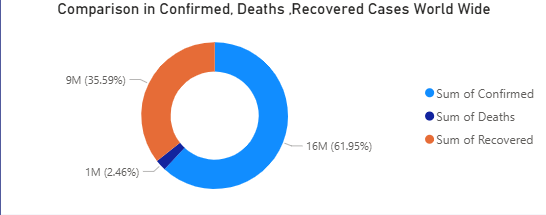 Comparison in Confirmed, Deaths ,Recovered Cases World Wide
9M (35.59%)
Sum of Confirmed
Sum of Deaths
Sum of Recovered
16M (61.95%)
1M (2.46%)